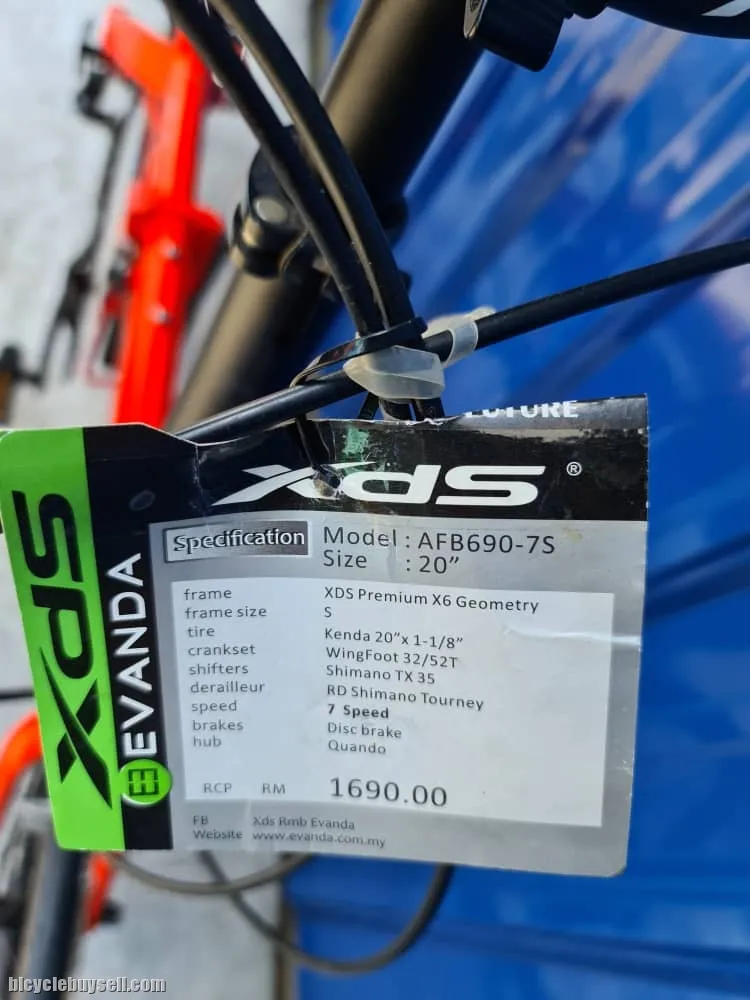 FUTURE
XDS ®
Specification
Model : AFB690-7S
Size : 20”
frame XDS Premium X6 Geometry
frame size S
tire Kenda 20”x 1-1/8”
crankset WingFoot 32/52T
shifters Shimano TX 35
derailleur RD Shimano Tourney
speed 7 Speed
brakes Disc brake
hub Quando
RCP RM 1690.00
FB Xds Rmb Evanda
Website www.evanda.com.my
XDS
EVANDA
bicyclebuysell.com